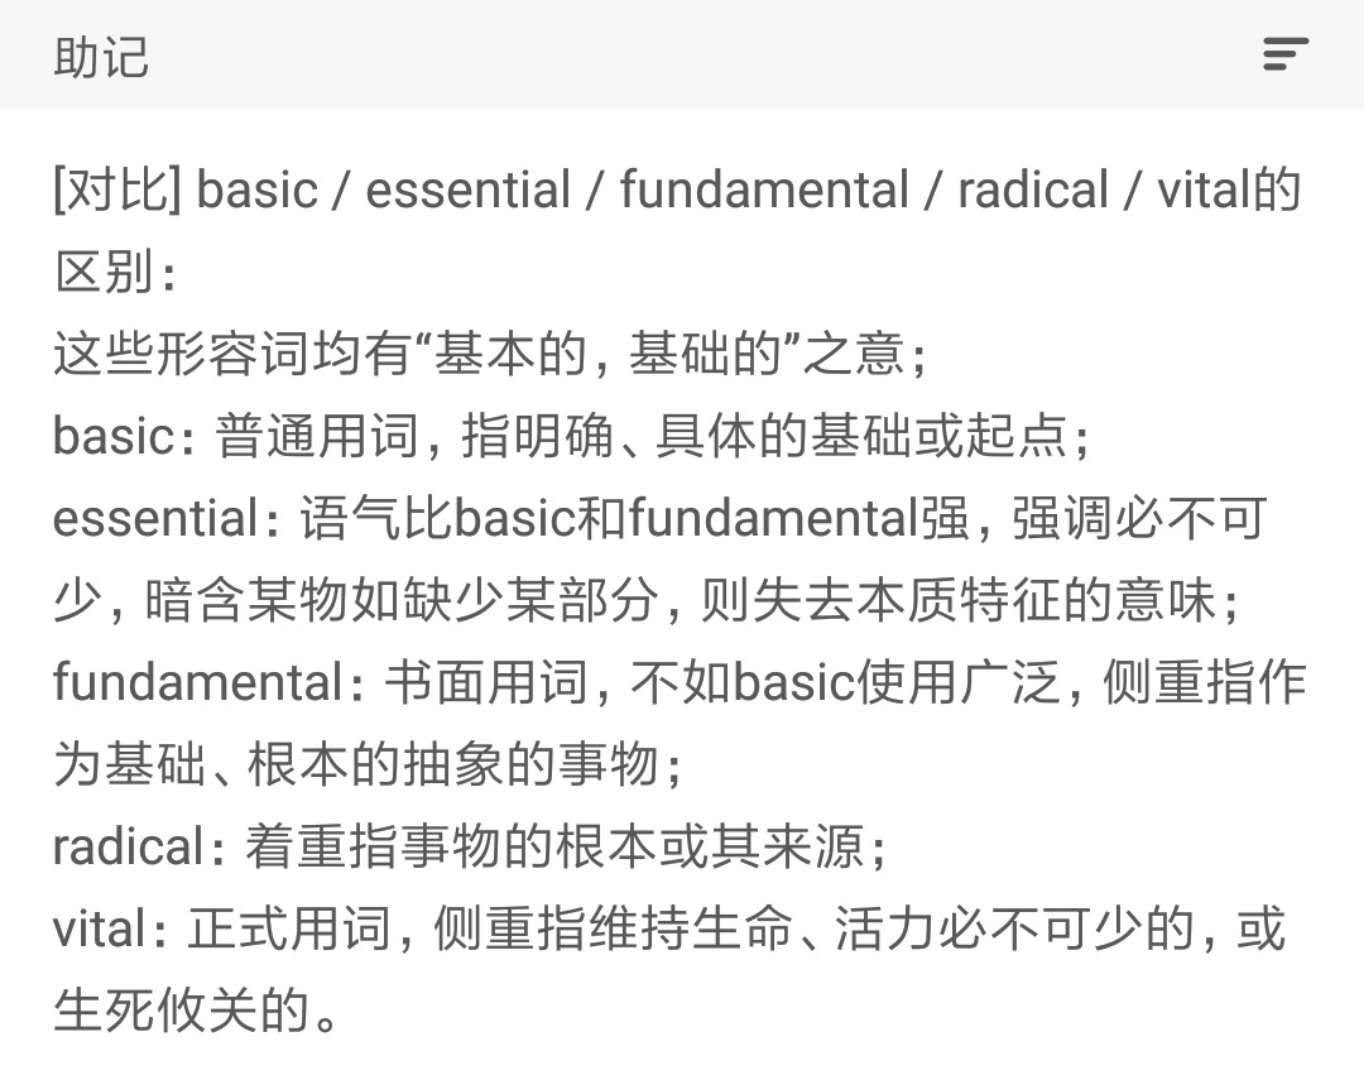 助记
[对比] basic / essential / fundamental / radical / vital的
区别：
这些形容词均有“基本的，基础的”之意；
basic：普通用词，指明确、具体的基础或起点；
essential：语气比basic和fundamental强，强调必不可
少，暗含某物如缺少某部分，则失去本质特征的意味；
fundamental：书面用词，不如basic使用广泛，侧重指作
为基础、根本的抽象的事物；
radical：着重指事物的根本或其来源；
vital：正式用词，侧重指维持生命、活力必不可少的，或
生死攸关的。